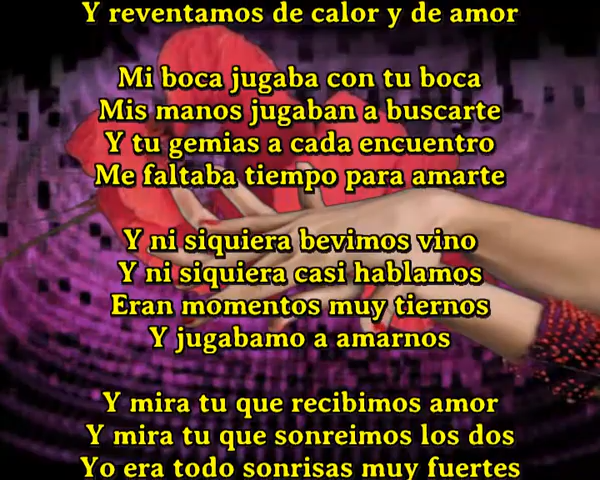 Y reventamos de calor y de amor
Mi boca jugaba con tu boca
Mis manos jugaban a buscarte
Y tu gemias a cada encuentro
Me faltaba tiempo para amarte
Y ni siquiera bevimos vino
Y ni siquiera casi hablamos
Eran momentos muy tiernos
Y jugabamo a amarnos
Y mira tu que recibimos amor
Y mira tu que sonreimos los dos
Yo era todo sonrisas muy fuertes